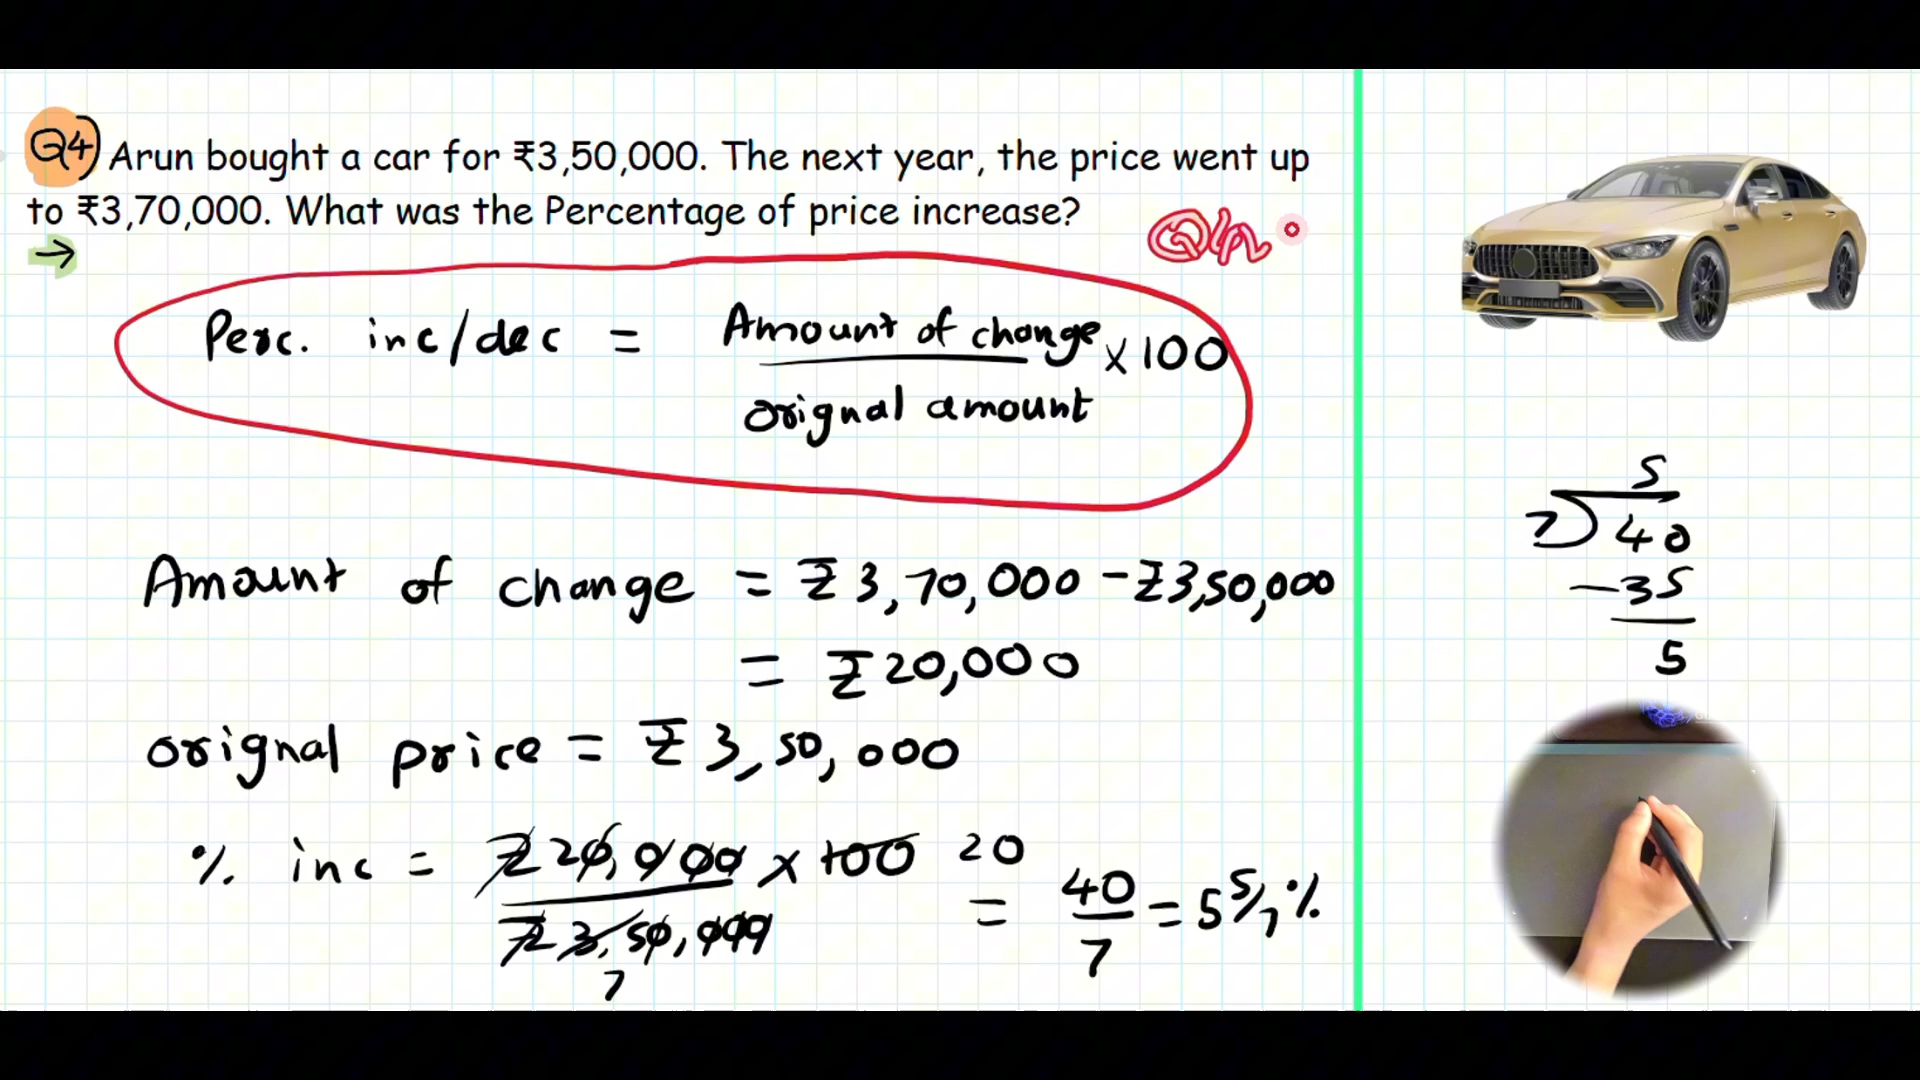 Q4) Arun bought a car for ₹3,50,000. The next year, the price went up
to ₹3,70,000. What was the Percentage of price increase?
→
Perc. inc/dec = Amount of change × 100
orignal amount
Amount of change = ₹3,70,000 - ₹3,50,000
= ₹20,000
orignal price = ₹3,50,000
% inc = ₹20,000 × 100 20
₹3,50,000
7
= 40/7 = 5 5/7 %
5
7)40
-35
5